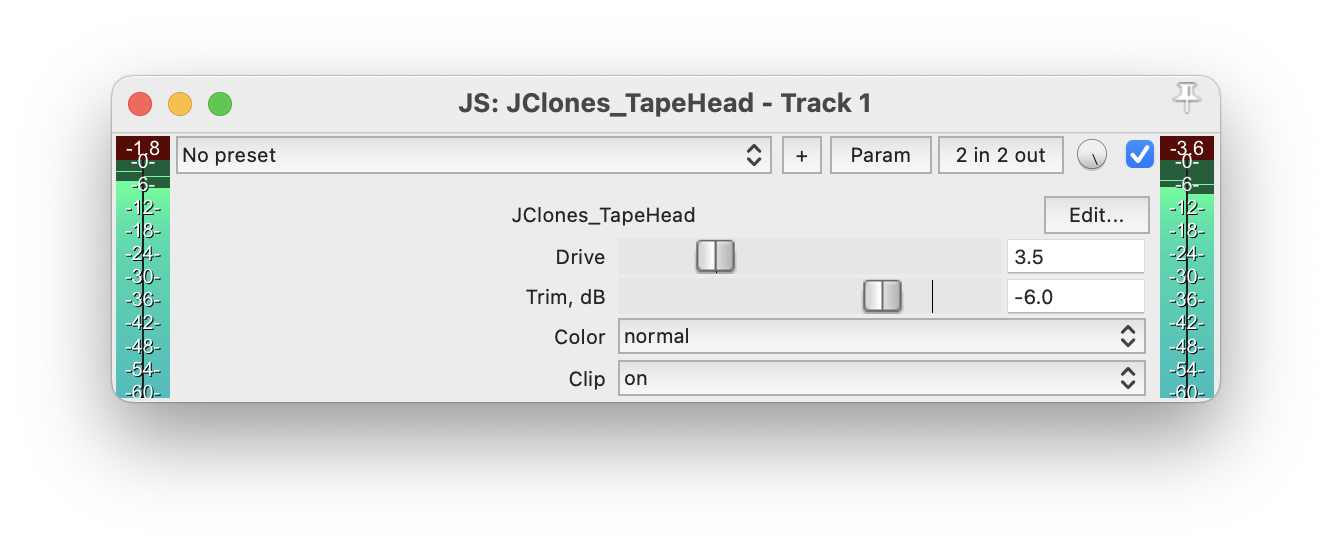 JS: JClones_TapeHead - Track 1
-1.8 No preset + Param 2 in 2 out -3.6
-0- -0-
-6- -6-
-12- JClones_TapeHead Edit... -12-
-18- -18-
-24- Drive 3.5 -24-
-30- -30-
-36- Trim, dB -6.0 -36-
-42- Color normal -42-
-48- -48-
-54- Clip on -54-
-60- -60-